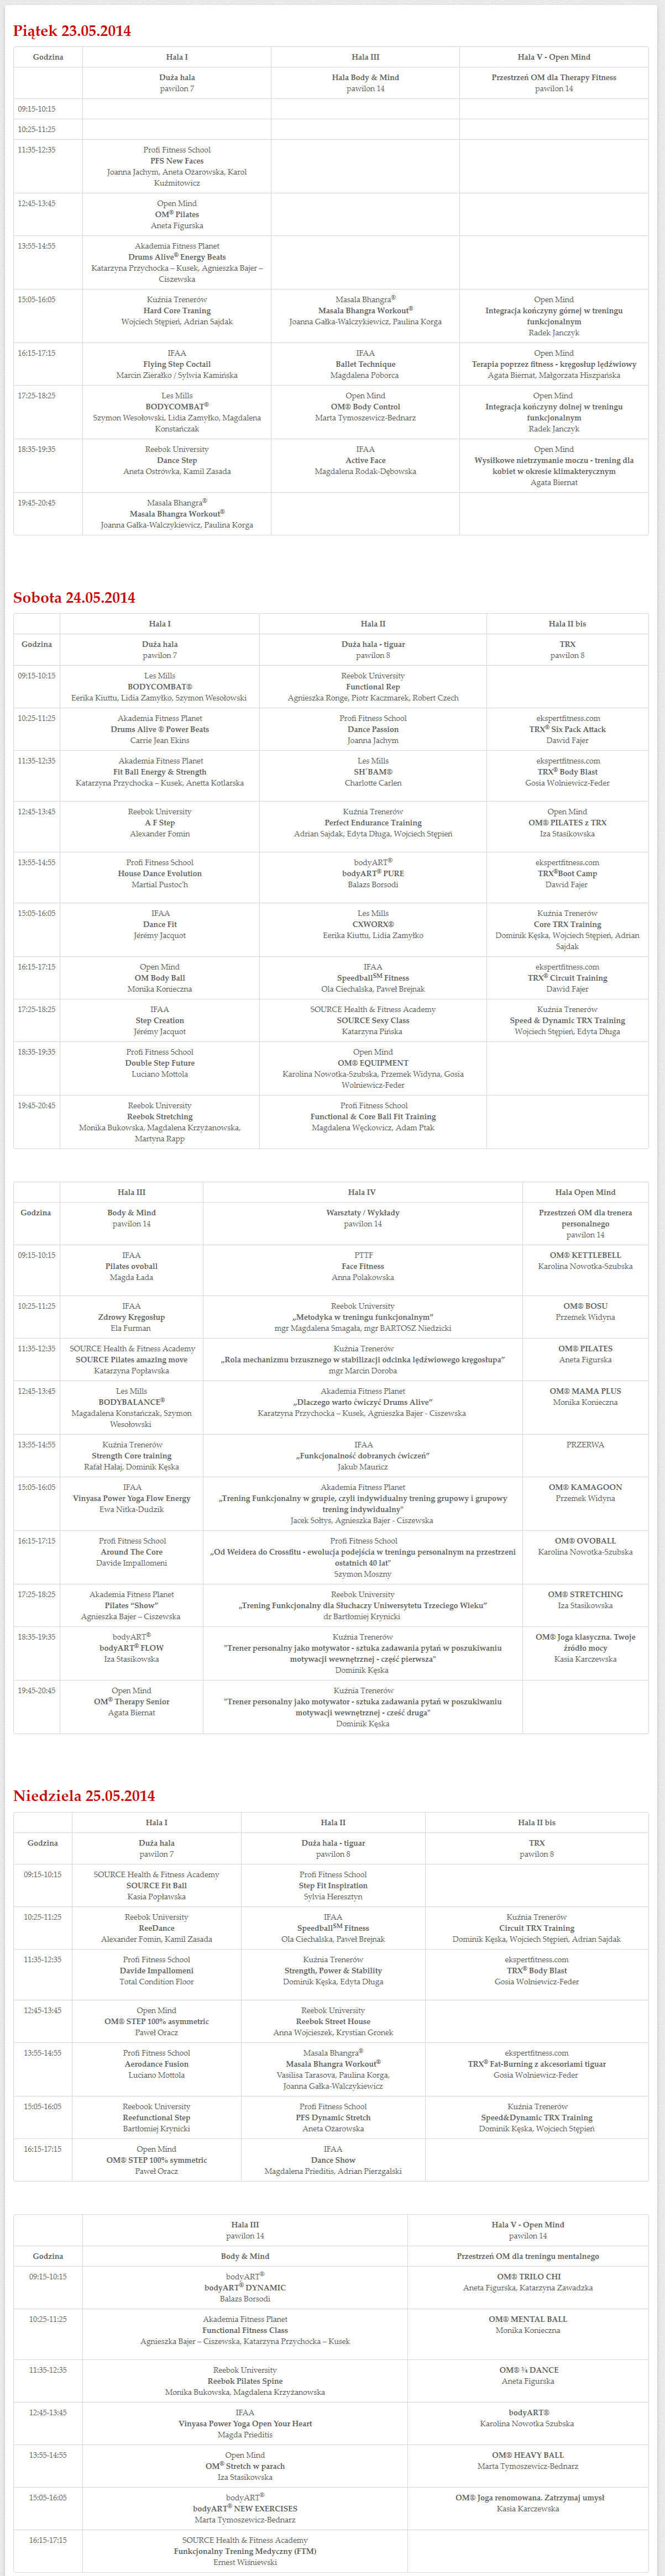 Piątek 23.05.2014
Godzina
Hala I
Hala III
Hala V - Open Mind
Duża hala
pawilon 7
Hala Body & Mind
pawilon 14
Przestrzeń OM dla Therapy Fitness
pawilon 14
09:15-10:15
10:25-11:25
11:35-12:35
Profi Fitness School
PFS New Faces
Joanna Jachym, Aneta Ożarowska, Karol
Kuźmitowicz
12:45-13:45
Open Mind
OM® Pilates
Aneta Figurska
13:55-14:55
Akademia Fitness Planet
Drums Alive® Energy Beats
Katarzyna Przychocka – Kusek, Agnieszka Bajer –
Ciszewska
15:05-16:05
Kuźnia Trenerów
Hard Core Traning
Wojciech Stępień, Adrian Sajdak
Masala Bhangra®
Masala Bhangra Workout®
Joanna Gałka-Walczykiewicz, Paulina Korga
Open Mind
Integracja kończyny górnej w treningu
funkcjonalnym
Radek Janczyk
16:15-17:15
IFAA
Flying Step Coctail
Marcin Zierałko / Sylwia Kamińska
IFAA
Ballet Technique
Magdalena Poborca
Open Mind
Terapia poprzez fitness - kręgosłup lędźwiowy
Agata Biernat, Małgorzata Hiszpańska
17:25-18:25
Les Mills
BODYCOMBAT®
Szymon Wesołowski, Lidia Zamyłko, Magdalena
Konstańczak
Open Mind
OM® Body Control
Marta Tymoszewicz-Bednarz
Open Mind
Integracja kończyny dolnej w treningu
funkcjonalnym
Radek Janczyk
18:35-19:35
Reebok University
Dance Step
Aneta Ostrówka, Kamil Zasada
IFAA
Active Face
Magdalena Rodak-Dębowska
Open Mind
Wysiłkowe nietrzymanie moczu - trening dla
kobiet w okresie klimakterycznym
Agata Biernat
19:45-20:45
Masala Bhangra®
Masala Bhangra Workout®
Joanna Gałka-Walczykiewicz, Paulina Korga
Sobota 24.05.2014
Hala I
Hala II
Hala II bis
Godzina
Duża hala
pawilon 7
Duża hala - tiguar
pawilon 8
TRX
pawilon 8
09:15-10:15
Les Mills
BODYCOMBAT®
Eerika Kiuttu, Lidia Zamyłko, Szymon Wesołowski
Reebok University
Functional Rep
Agnieszka Ronge, Piotr Kaczmarek, Robert Czech
10:25-11:25
Akademia Fitness Planet
Drums Alive ® Power Beats
Carrie Jean Ekins
Profi Fitness School
Dance Passion
Joanna Jachym
ekspertfitness.com
TRX® Six Pack Attack
Dawid Fajer
11:35-12:35
Akademia Fitness Planet
Fit Ball Energy & Strength
Katarzyna Przychocka – Kusek, Anetta Kotlarska
Les Mills
SH`BAM®
Charlotte Carlen
ekspertfitness.com
TRX® Body Blast
Gosia Wolniewicz-Feder
12:45-13:45
Reebok University
A F Step
Alexander Fomin
Kuźnia Trenerów
Perfect Endurance Training
Adrian Sajdak, Edyta Długa, Wojciech Stępień
Open Mind
OM® PILATES z TRX
Iza Stasikowska
13:55-14:55
Profi Fitness School
House Dance Evolution
Martial Pustoc'h
bodyART®
bodyART® PURE
Balazs Borsodi
ekspertfitness.com
TRX®Boot Camp
Dawid Fajer
15:05-16:05
IFAA
Dance Fit
Jérémy Jacquot
Les Mills
CXWORX®
Eerika Kiuttu, Lidia Zamyłko
Kuźnia Trenerów
Core TRX Training
Dominik Kęska, Wojciech Stępień, Adrian
Sajdak
16:15-17:15
Open Mind
OM Body Ball
Monika Konieczna
IFAA
Speedball℠ Fitness
Ola Ciechalska, Paweł Brejnak
ekspertfitness.com
TRX® Circuit Training
Dawid Fajer
17:25-18:25
IFAA
Step Creation
Jérémy Jacquot
SOURCE Health & Fitness Academy
SOURCE Sexy Class
Katarzyna Pińska
Kuźnia Trenerów
Speed & Dynamic TRX Training
Wojciech Stępień, Edyta Długa
18:35-19:35
Profi Fitness School
Double Step Future
Luciano Mottola
Open Mind
OM® EQUIPMENT
Karolina Nowotka-Szubska, Przemek Widyna, Gosia
Wolniewicz-Feder
19:45-20:45
Reebok University
Reebok Stretching
Monika Bukowska, Magdalena Krzyżanowska,
Martyna Rapp
Profi Fitness School
Functional & Core Ball Fit Training
Magdalena Węckowicz, Adam Ptak
Hala III
Hala IV
Hala Open Mind
Godzina
Body & Mind
pawilon 14
Warsztaty / Wykłady
pawilon 14
Przestrzeń OM dla trenera
personalnego
pawilon 14
09:15-10:15
IFAA
Pilates ovoball
Magda Łada
PTTF
Face Fitness
Anna Polakowska
OM® KETTLEBELL
Karolina Nowotka-Szubska
10:25-11:25
IFAA
Zdrowy Kręgosłup
Ela Furman
Reebok University
„Metodyka w treningu funkcjonalnym”
mgr Magdalena Smagała, mgr BARTOSZ Niedzicki
OM® BOSU
Przemek Widyna
11:35-12:35
SOURCE Health & Fitness Academy
SOURCE Pilates amazing move
Katarzyna Popławska
Kuźnia Trenerów
„Rola mechanizmu brzusznego w stabilizacji odcinka lędźwiowego kręgosłupa”
mgr Marcin Doroba
OM® PILATES
Aneta Figurska
12:45-13:45
Les Mills
BODYBALANCE®
Magadalena Konstańczak, Szymon
Wesołowski
Akademia Fitness Planet
„Dlaczego warto ćwiczyć Drums Alive”
Karatzyna Przychocka – Kusek, Agnieszka Bajer - Ciszewska
OM® MAMA PLUS
Monika Konieczna
13:55-14:55
Kuźnia Trenerów
Strength Core training
Rafał Hałaj, Dominik Kęska
IFAA
„Funkcjonalność dobranych ćwiczeń”
Jakub Mauricz
PRZERWA
15:05-16:05
IFAA
Vinyasa Power Yoga Flow Energy
Ewa Nitka-Dudzik
Akademia Fitness Planet
„Trening Funkcjonalny w grupie, czyli indywidualny trening grupowy i grupowy
trening indywidualny"
Jacek Sołtys, Agnieszka Bajer - Ciszewska
OM® KAMAGOON
Przemek Widyna
16:15-17:15
Profi Fitness School
Around The Core
Davide Impallomeni
Profi Fitness School
„Od Weidera do Crossfitu - ewolucja podejścia w treningu personalnym na przestrzeni
ostatnich 40 lat"
Szymon Moszny
OM® OVOBALL
Karolina Nowotka-Szubska
17:25-18:25
Akademia Fitness Planet
Pilates “Show”
Agnieszka Bajer – Ciszewska
Reebok University
„Trening Funkcjonalny dla Słuchaczy Uniwersytetu Trzeciego Wieku”
dr Bartłomiej Krynicki
OM® STRETCHING
Iza Stasikowska
18:35-19:35
bodyART®
bodyART® FLOW
Iza Stasikowska
Kuźnia Trenerów
"Trener personalny jako motywator - sztuka zadawania pytań w poszukiwaniu
motywacji wewnętrznej - część pierwsza"
Dominik Kęska
OM® Joga klasyczna. Twoje
źródło mocy
Kasia Karczewska
19:45-20:45
Open Mind
OM® Therapy Senior
Agata Biernat
Kuźnia Trenerów
"Trener personalny jako motywator - sztuka zadawania pytań w poszukiwaniu
motywacji wewnętrznej - cześć druga"
Dominik Kęska
Niedziela 25.05.2014
Hala I
Hala II
Hala II bis
Godzina
Duża hala
pawilon 7
Duża hala - tiguar
pawilon 8
TRX
pawilon 8
09:15-10:15
SOURCE Health & Fitness Academy
SOURCE Fit Ball
Kasia Popławska
Profi Fitness School
Step Fit Inspiration
Sylvia Heresztyn
10:25-11:25
Reebok University
ReeDance
Alexander Fomin, Kamil Zasada
IFAA
Speedball℠ Fitness
Ola Ciechalska, Paweł Brejnak
Kuźnia Trenerów
Circuit TRX Training
Dominik Kęska, Wojciech Stępień, Adrian Sajdak
11:35-12:35
Profi Fitness School
Davide Impallomeni
Total Condition Floor
Kuźnia Trenerów
Strength, Power & Stability
Dominik Kęska, Edyta Długa
ekspertfitness.com
TRX® Body Blast
Gosia Wolniewicz-Feder
12:45-13:45
Open Mind
OM® STEP 100% asymmetric
Paweł Oracz
Reebok University
Reebok Street House
Anna Wojcieszek, Krystian Gronek
13:55-14:55
Profi Fitness School
Aerodance Fusion
Luciano Mottola
Masala Bhangra®
Masala Bhangra Workout®
Vasilisa Tarasova, Paulina Korga,
Joanna Gałka-Walczykiewicz
ekspertfitness.com
TRX® Fat-Burning z akcesoriami tiguar
Gosia Wolniewicz-Feder
15:05-16:05
Reebook University
Reefunctional Step
Bartłomiej Krynicki
Profi Fitness School
PFS Dynamic Stretch
Aneta Ożarowska
Kuźnia Trenerów
Speed&Dynamic TRX Training
Dominik Kęska, Wojciech Stępień
16:15-17:15
Open Mind
OM® STEP 100% symmetric
Paweł Oracz
IFAA
Dance Show
Magdalena Prieditis, Adrian Pierzgalski
Hala III
pawilon 14
Hala V - Open Mind
pawilon 14
Godzina
Body & Mind
Przestrzeń OM dla treningu mentalnego
09:15-10:15
bodyART®
bodyART® DYNAMIC
Balazs Borsodi
OM® TRILO CHI
Aneta Figurska, Katarzyna Zawadzka
10:25-11:25
Akademia Fitness Planet
Functional Fitness Class
Agnieszka Bajer – Ciszewska, Katarzyna Przychocka – Kusek
OM® MENTAL BALL
Monika Konieczna
11:35-12:35
Reebok University
Reebok Pilates Spine
Monika Bukowska, Magdalena Krzyżanowska
OM® ¾ DANCE
Aneta Figurska
12:45-13:45
IFAA
Vinyasa Power Yoga Open Your Heart
Magda Prieditis
bodyART®
Karolina Nowotka Szubska
13:55-14:55
Open Mind
OM® Stretch w parach
Iza Stasikowska
OM® HEAVY BALL
Marta Tymoszewicz-Bednarz
15:05-16:05
bodyART®
bodyART® NEW EXERCISES
Marta Tymoszewicz-Bednarz
OM® Joga renomowana. Zatrzymaj umysł
Kasia Karczewska
16:15-17:15
SOURCE Health & Fitness Academy
Funkcjonalny Trening Medyczny (FTM)
Ernest Wiśniewski